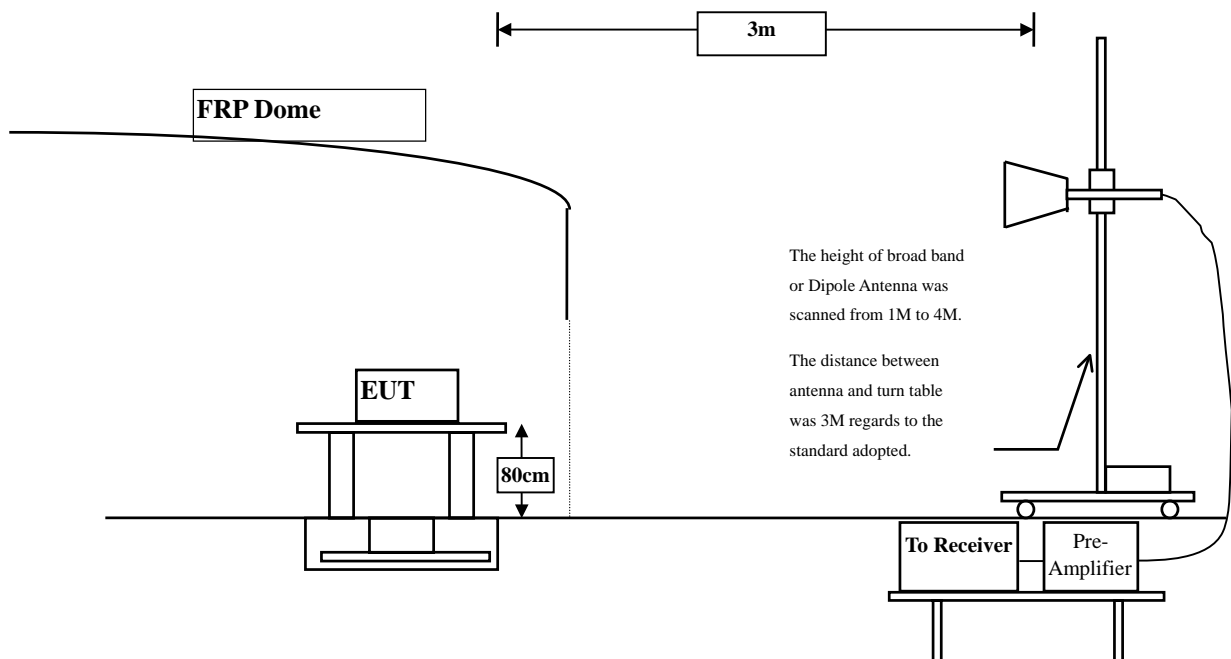 3m
FRP Dome
The height of broad band
or Dipole Antenna was
scanned from 1M to 4M.
The distance between
antenna and turn table
was 3M regards to the
standard adopted.
EUT
80cm
To Receiver
Pre-
Amplifier